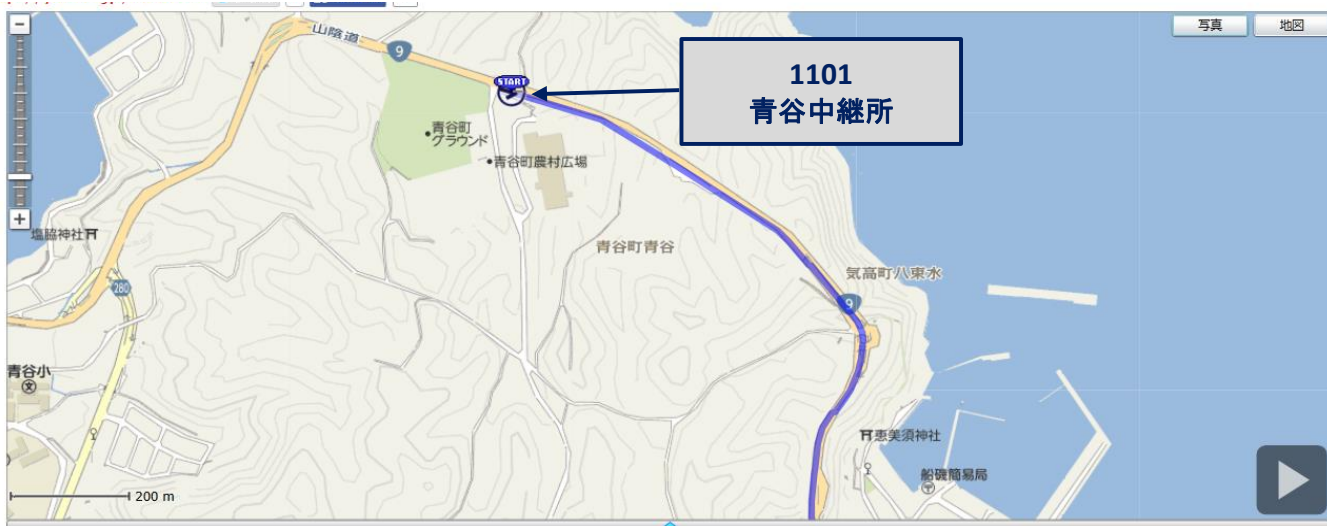 写真
地図
山陰道
9
START
1101
青谷中継所
青谷町
グラウンド
青谷町農村広場
塩脇神社
青谷町青谷
気高町八束水
280
9
青谷小
文
恵美須神社
船磯簡易局
200 m